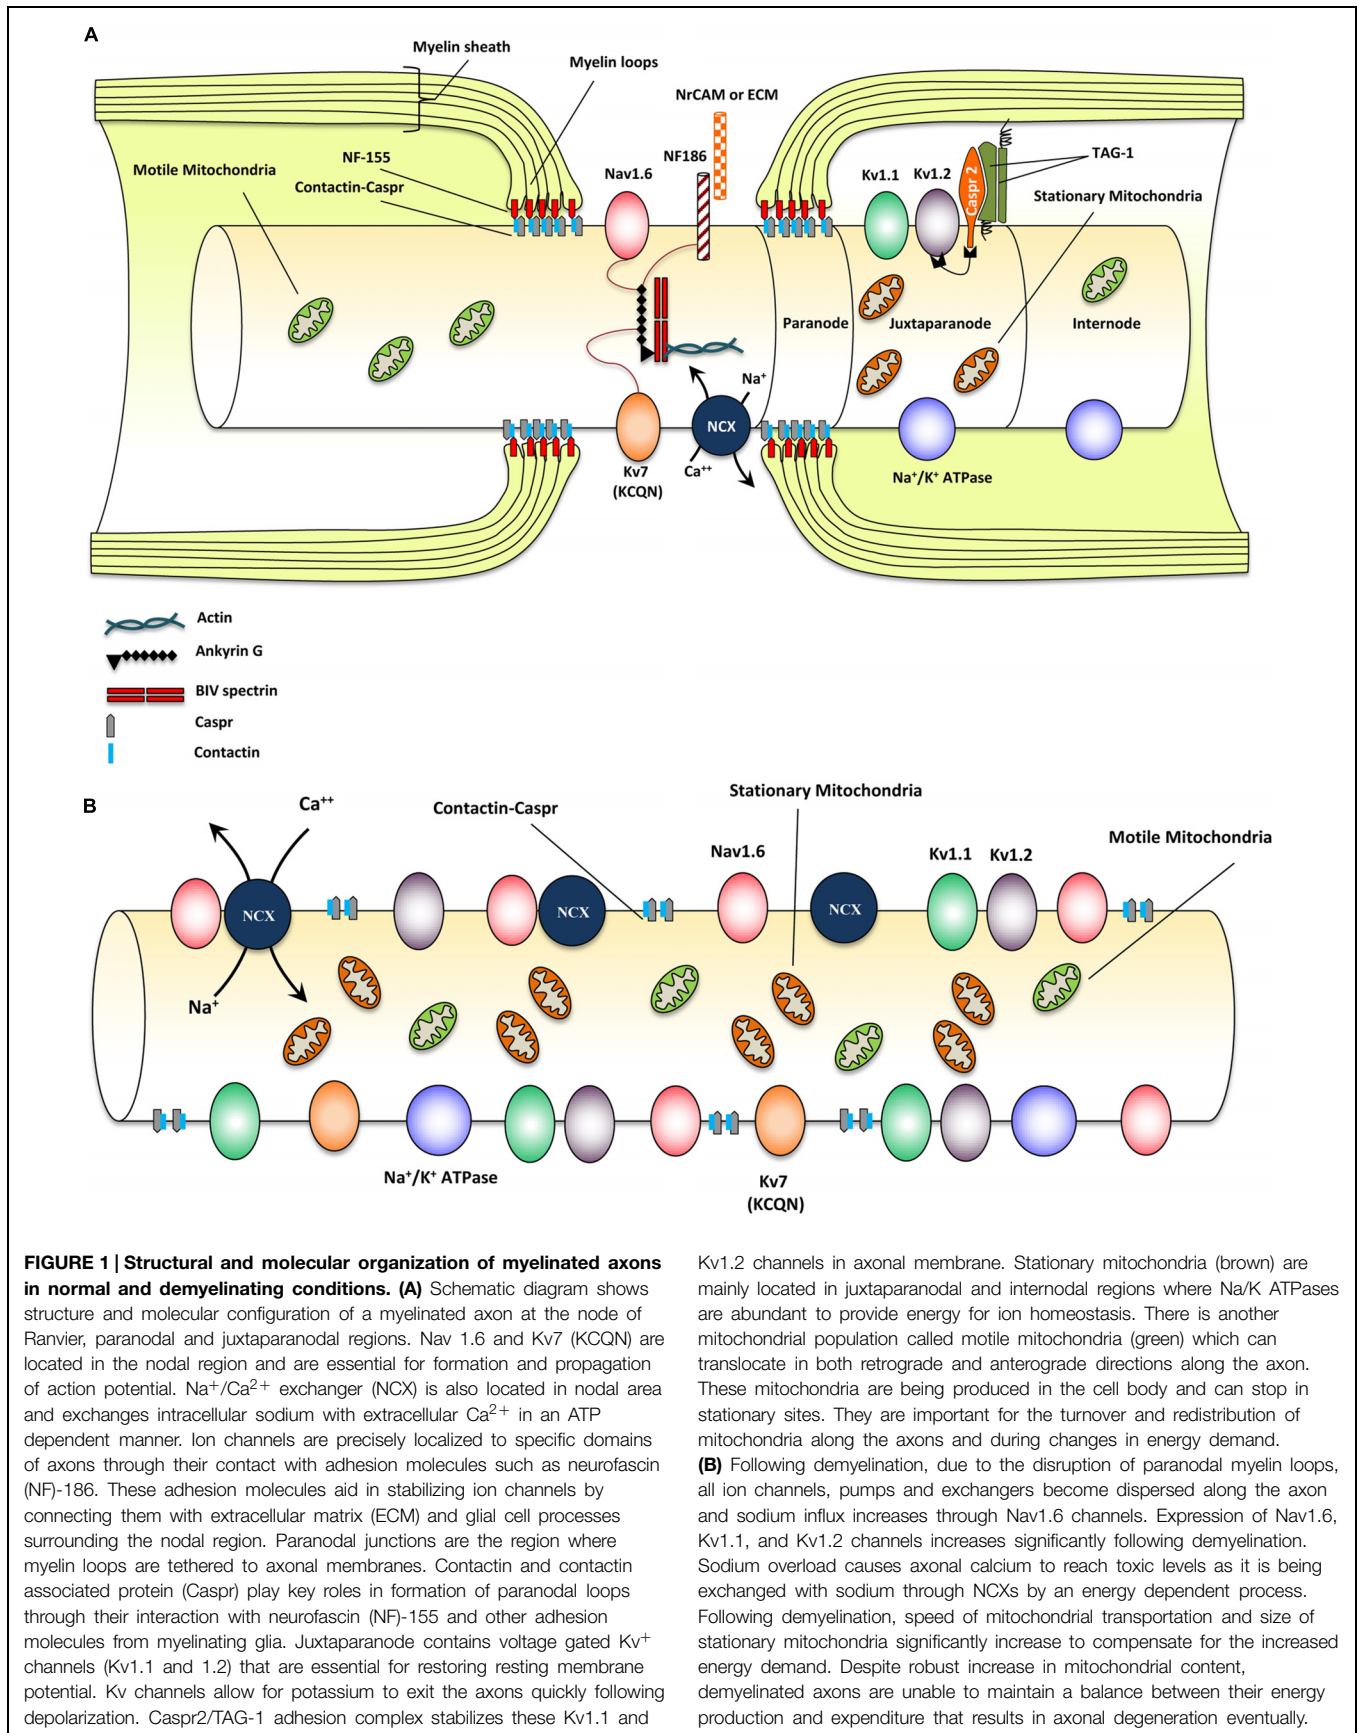 A
Myelin sheath
Myelin loops
NrCAM or ECM
NF-155
NF186
Motile Mitochondria
Contactin-Caspr
Nav1.6
Kv1.1
Kv1.2
Caspr 2
TAG-1
Stationary Mitochondria
Paranode
Juxtaparanode
Internode
Na⁺
NCX
Ca⁺⁺
Kv7
(KCQN)
Na⁺/K⁺ ATPase
Actin
Ankyrin G
BIV spectrin
Caspr
Contactin
B
Ca⁺⁺
Contactin-Caspr
Stationary Mitochondria
Motile Mitochondria
Nav1.6
Kv1.1
Kv1.2
NCX
NCX
NCX
Na⁺
Na⁺/K⁺ ATPase
Kv7
(KCQN)
FIGURE 1 | Structural and molecular organization of myelinated axons
in normal and demyelinating conditions. (A) Schematic diagram shows
structure and molecular configuration of a myelinated axon at the node of
Ranvier, paranodal and juxtaparanodal regions. Nav 1.6 and Kv7 (KCQN) are
located in the nodal region and are essential for formation and propagation
of action potential. Na⁺/Ca²⁺ exchanger (NCX) is also located in nodal area
and exchanges intracellular sodium with extracellular Ca²⁺ in an ATP
dependent manner. Ion channels are precisely localized to specific domains
of axons through their contact with adhesion molecules such as neurofascin
(NF)-186. These adhesion molecules aid in stabilizing ion channels by
connecting them with extracellular matrix (ECM) and glial cell processes
surrounding the nodal region. Paranodal junctions are the region where
myelin loops are tethered to axonal membranes. Contactin and contactin
associated protein (Caspr) play key roles in formation of paranodal loops
through their interaction with neurofascin (NF)-155 and other adhesion
molecules from myelinating glia. Juxtaparanode contains voltage gated Kv⁺
channels (Kv1.1 and 1.2) that are essential for restoring resting membrane
potential. Kv channels allow for potassium to exit the axons quickly following
depolarization. Caspr2/TAG-1 adhesion complex stabilizes these Kv1.1 and
Kv1.2 channels in axonal membrane. Stationary mitochondria (brown) are
mainly located in juxtaparanodal and internodal regions where Na/K ATPases
are abundant to provide energy for ion homeostasis. There is another
mitochondrial population called motile mitochondria (green) which can
translocate in both retrograde and anterograde directions along the axon.
These mitochondria are being produced in the cell body and can stop in
stationary sites. They are important for the turnover and redistribution of
mitochondria along the axons and during changes in energy demand.
(B) Following demyelination, due to the disruption of paranodal myelin loops,
all ion channels, pumps and exchangers become dispersed along the axon
and sodium influx increases through Nav1.6 channels. Expression of Nav1.6,
Kv1.1, and Kv1.2 channels increases significantly following demyelination.
Sodium overload causes axonal calcium to reach toxic levels as it is being
exchanged with sodium through NCXs by an energy dependent process.
Following demyelination, speed of mitochondrial transportation and size of
stationary mitochondria significantly increase to compensate for the increased
energy demand. Despite robust increase in mitochondrial content,
demyelinated axons are unable to maintain a balance between their energy
production and expenditure that results in axonal degeneration eventually.